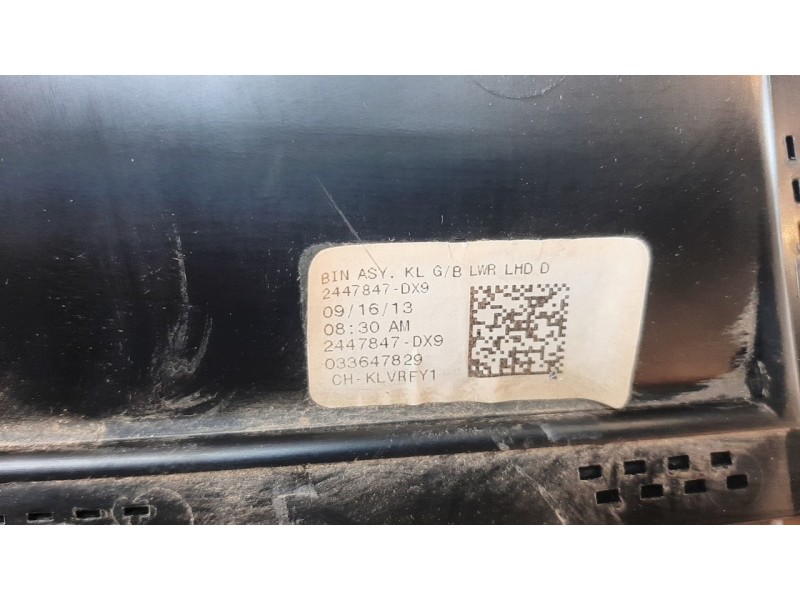 BIN ASY. KL G/B LWR LHD D
2447847-DX9
09/16/13
08:30 AM
2447847-DX9
033647829
CH-KLVRFY1